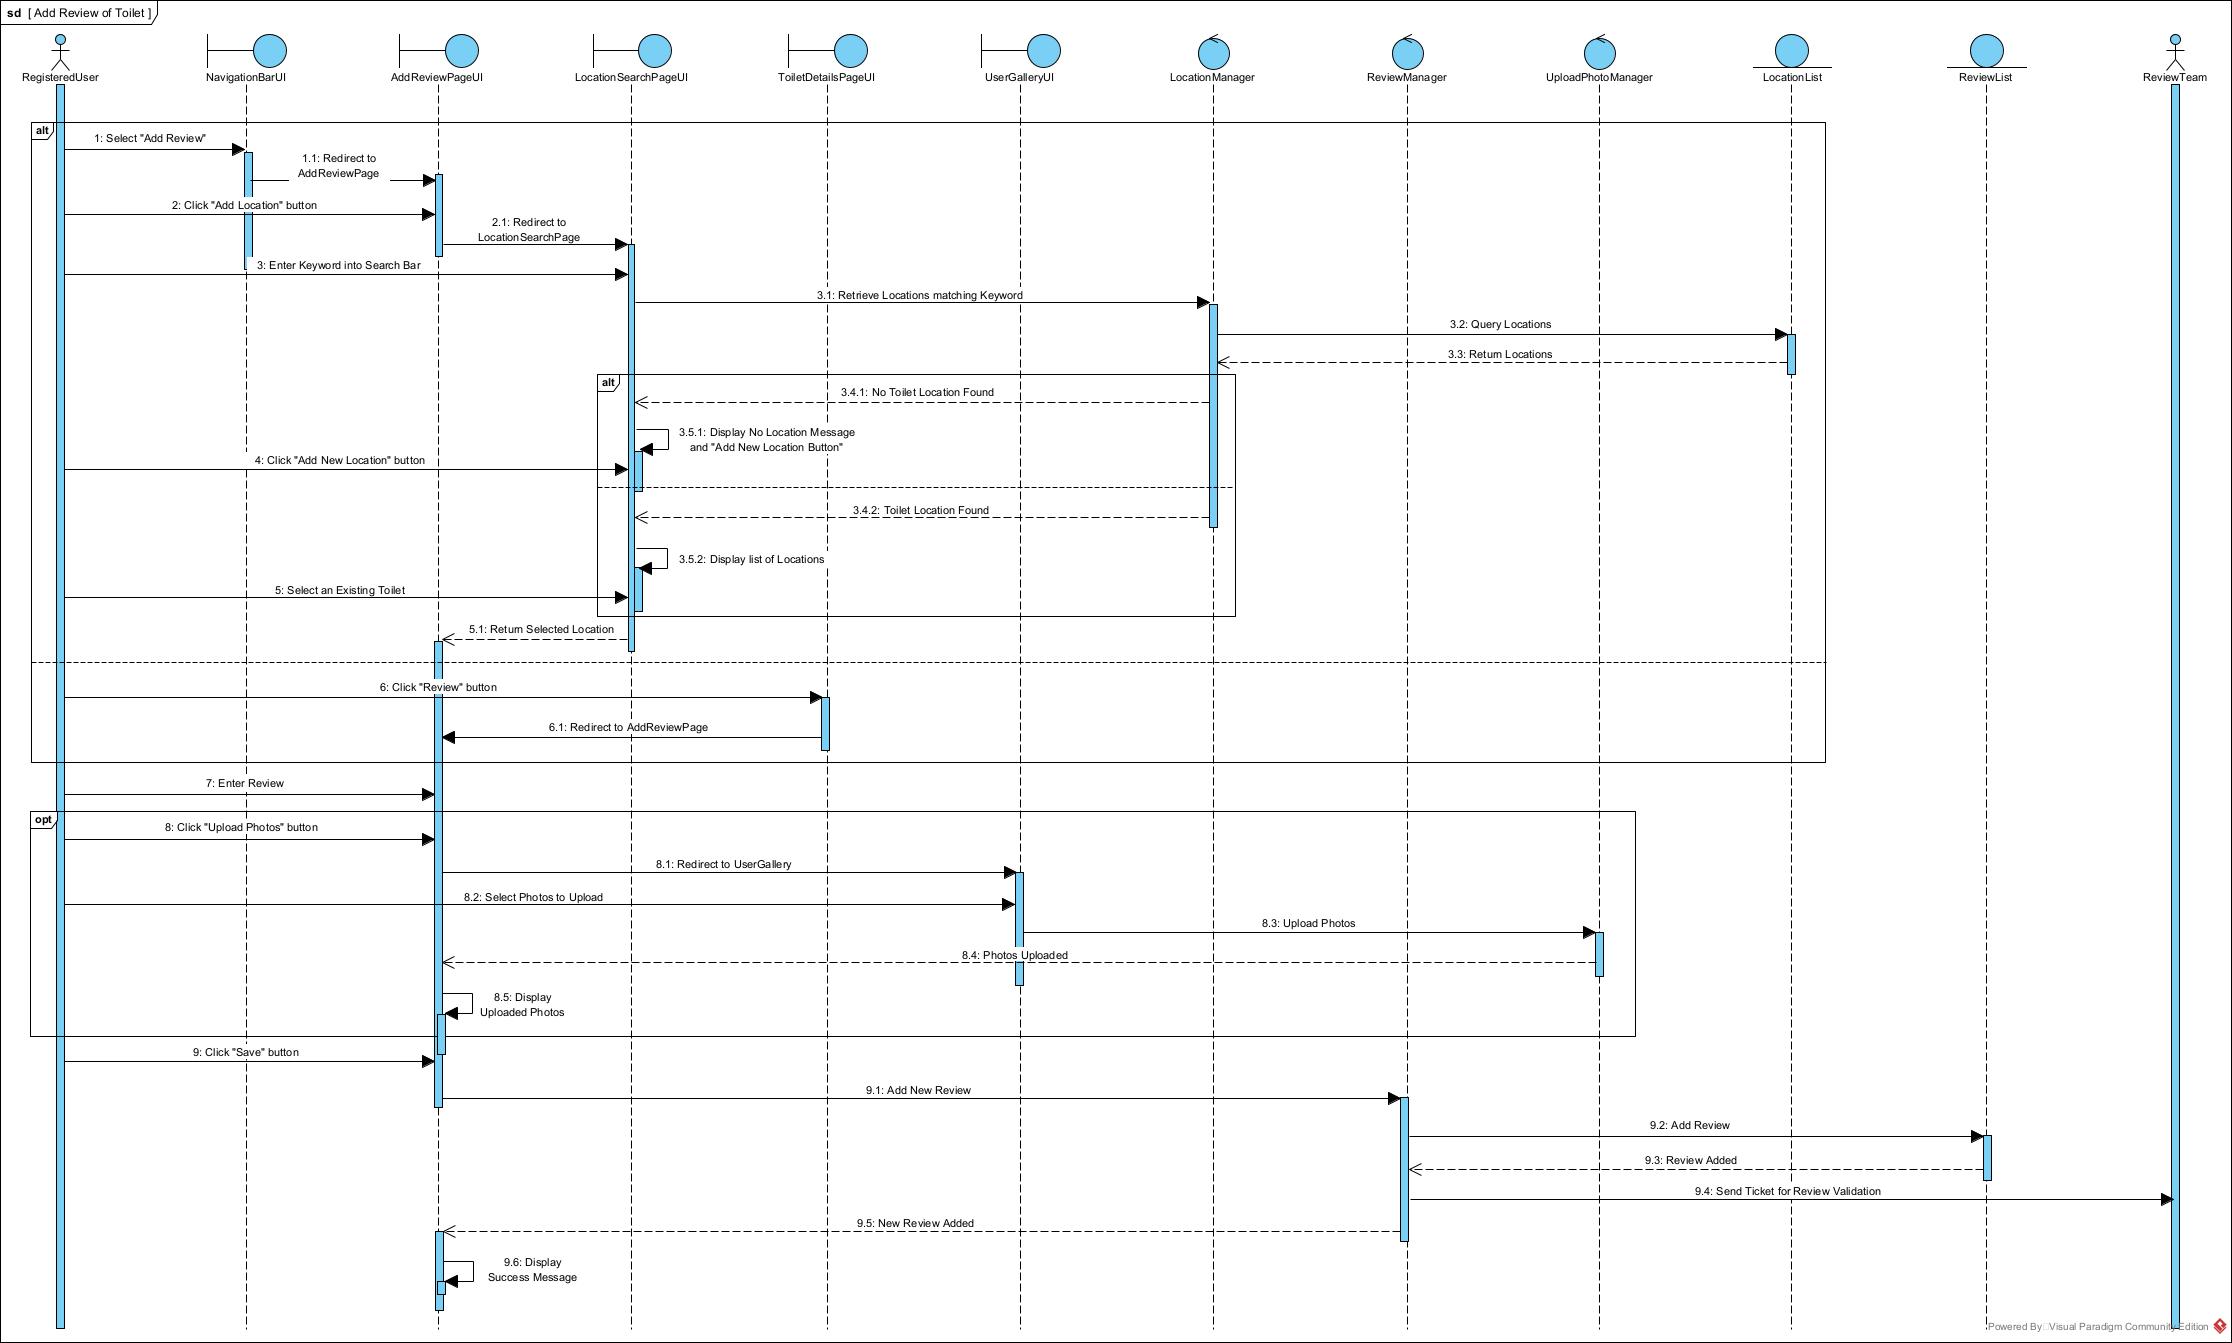 sd [ Add Review of Toilet ]
RegisteredUser
NavigationBarUI
AddReviewPageUI
LocationSearchPageUI
ToiletDetailsPageUI
UserGalleryUI
LocationManager
ReviewManager
UploadPhotoManager
LocationList
ReviewList
ReviewTeam
alt
1: Select "Add Review"
1.1: Redirect to
AddReviewPage
2: Click "Add Location" button
2.1: Redirect to
LocationSearchPage
3: Enter Keyword into Search Bar
3.1: Retrieve Locations matching Keyword
3.2: Query Locations
3.3: Return Locations
alt
3.4.1: No Toilet Location Found
3.5.1: Display No Location Message
and "Add New Location Button"
4: Click "Add New Location" button
3.4.2: Toilet Location Found
3.5.2: Display list of Locations
5: Select an Existing Toilet
5.1: Return Selected Location
6: Click "Review" button
6.1: Redirect to AddReviewPage
7: Enter Review
opt
8: Click "Upload Photos" button
8.1: Redirect to UserGallery
8.2: Select Photos to Upload
8.3: Upload Photos
8.4: Photos Uploaded
8.5: Display
Uploaded Photos
9: Click "Save" button
9.1: Add New Review
9.2: Add Review
9.3: Review Added
9.4: Send Ticket for Review Validation
9.5: New Review Added
9.6: Display
Success Message
Powered By Visual Paradigm Community Edition